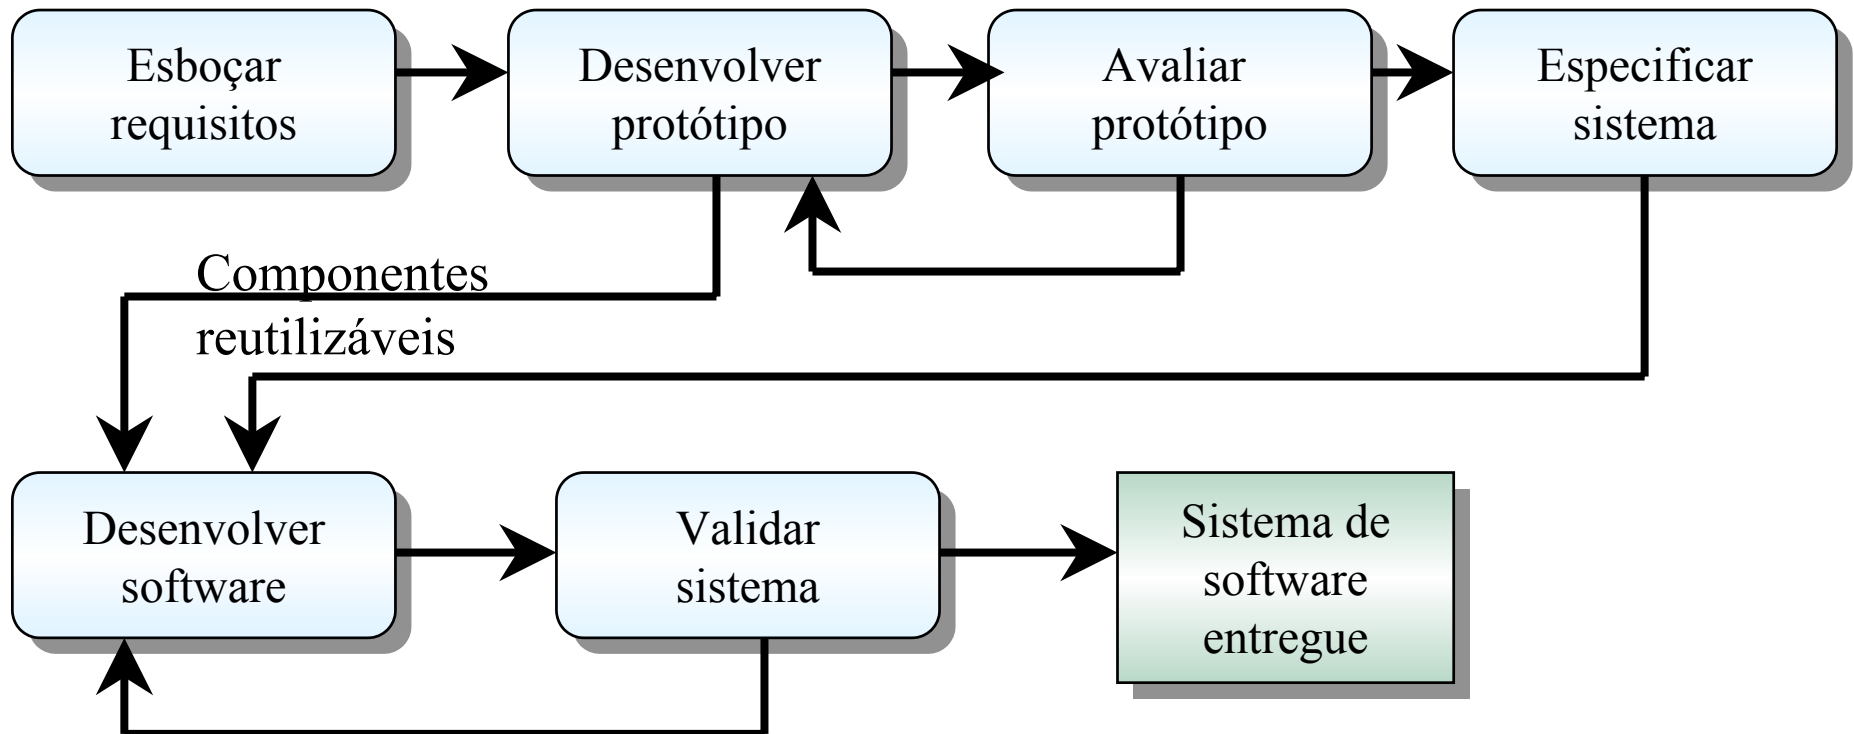 Esboçar
requisitos
Desenvolver
protótipo
Avaliar
protótipo
Especificar
sistema
Componentes
reutilizáveis
Desenvolver
software
Validar
sistema
Sistema de
software
entregue